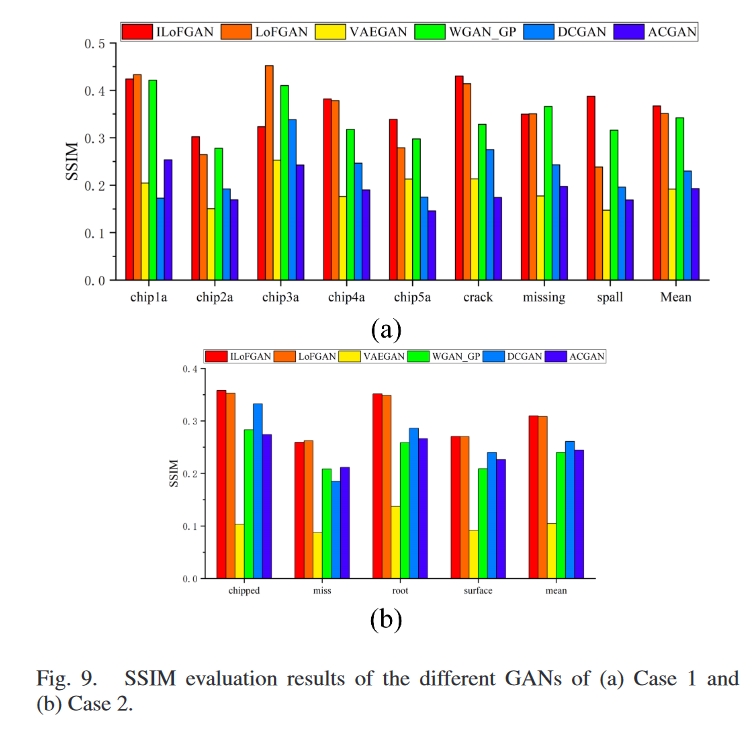 ILoFGAN LoFGAN VAEGAN WGAN_GP DCGAN ACGAN
0.5
0.4
0.3
0.2
0.1
0.0
SSIM
chip1a chip2a chip3a chip4a chip5a crack missing spall Mean
(a)
ILoFGAN LoFGAN VAEGAN WGAN_GP DCGAN ACGAN
0.4
0.3
0.2
0.1
0.0
SSIM
chipped miss root surface mean
(b)
Fig. 9. SSIM evaluation results of the different GANs of (a) Case 1 and
(b) Case 2.